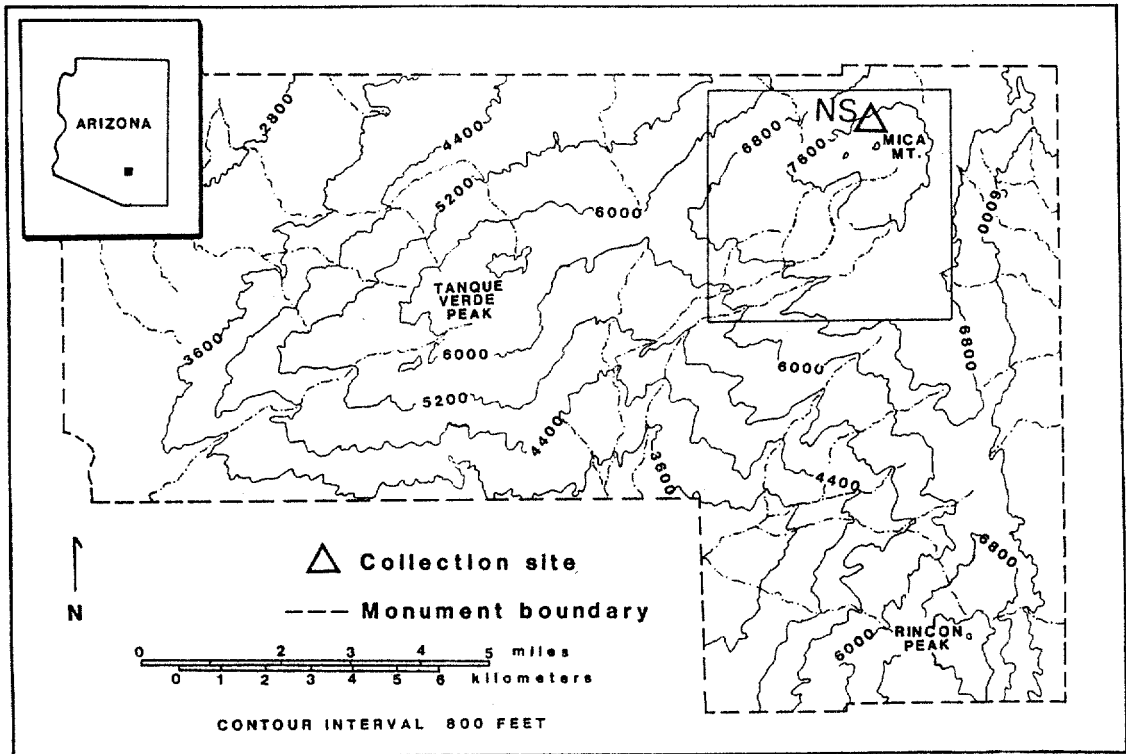 ARIZONA
2800
4400
5200
6800
7600
NS
MICA
MT.
6000
6000
TANQUE
VERDE
PEAK
3600
6000
5200
4400
3600
6000
6800
4400
6800
6000
RINCON
PEAK
N
Collection site
Monument boundary
0 2 3 4 5 miles
0 1 2 3 4 5 6 kilometers
CONTOUR INTERVAL 800 FEET